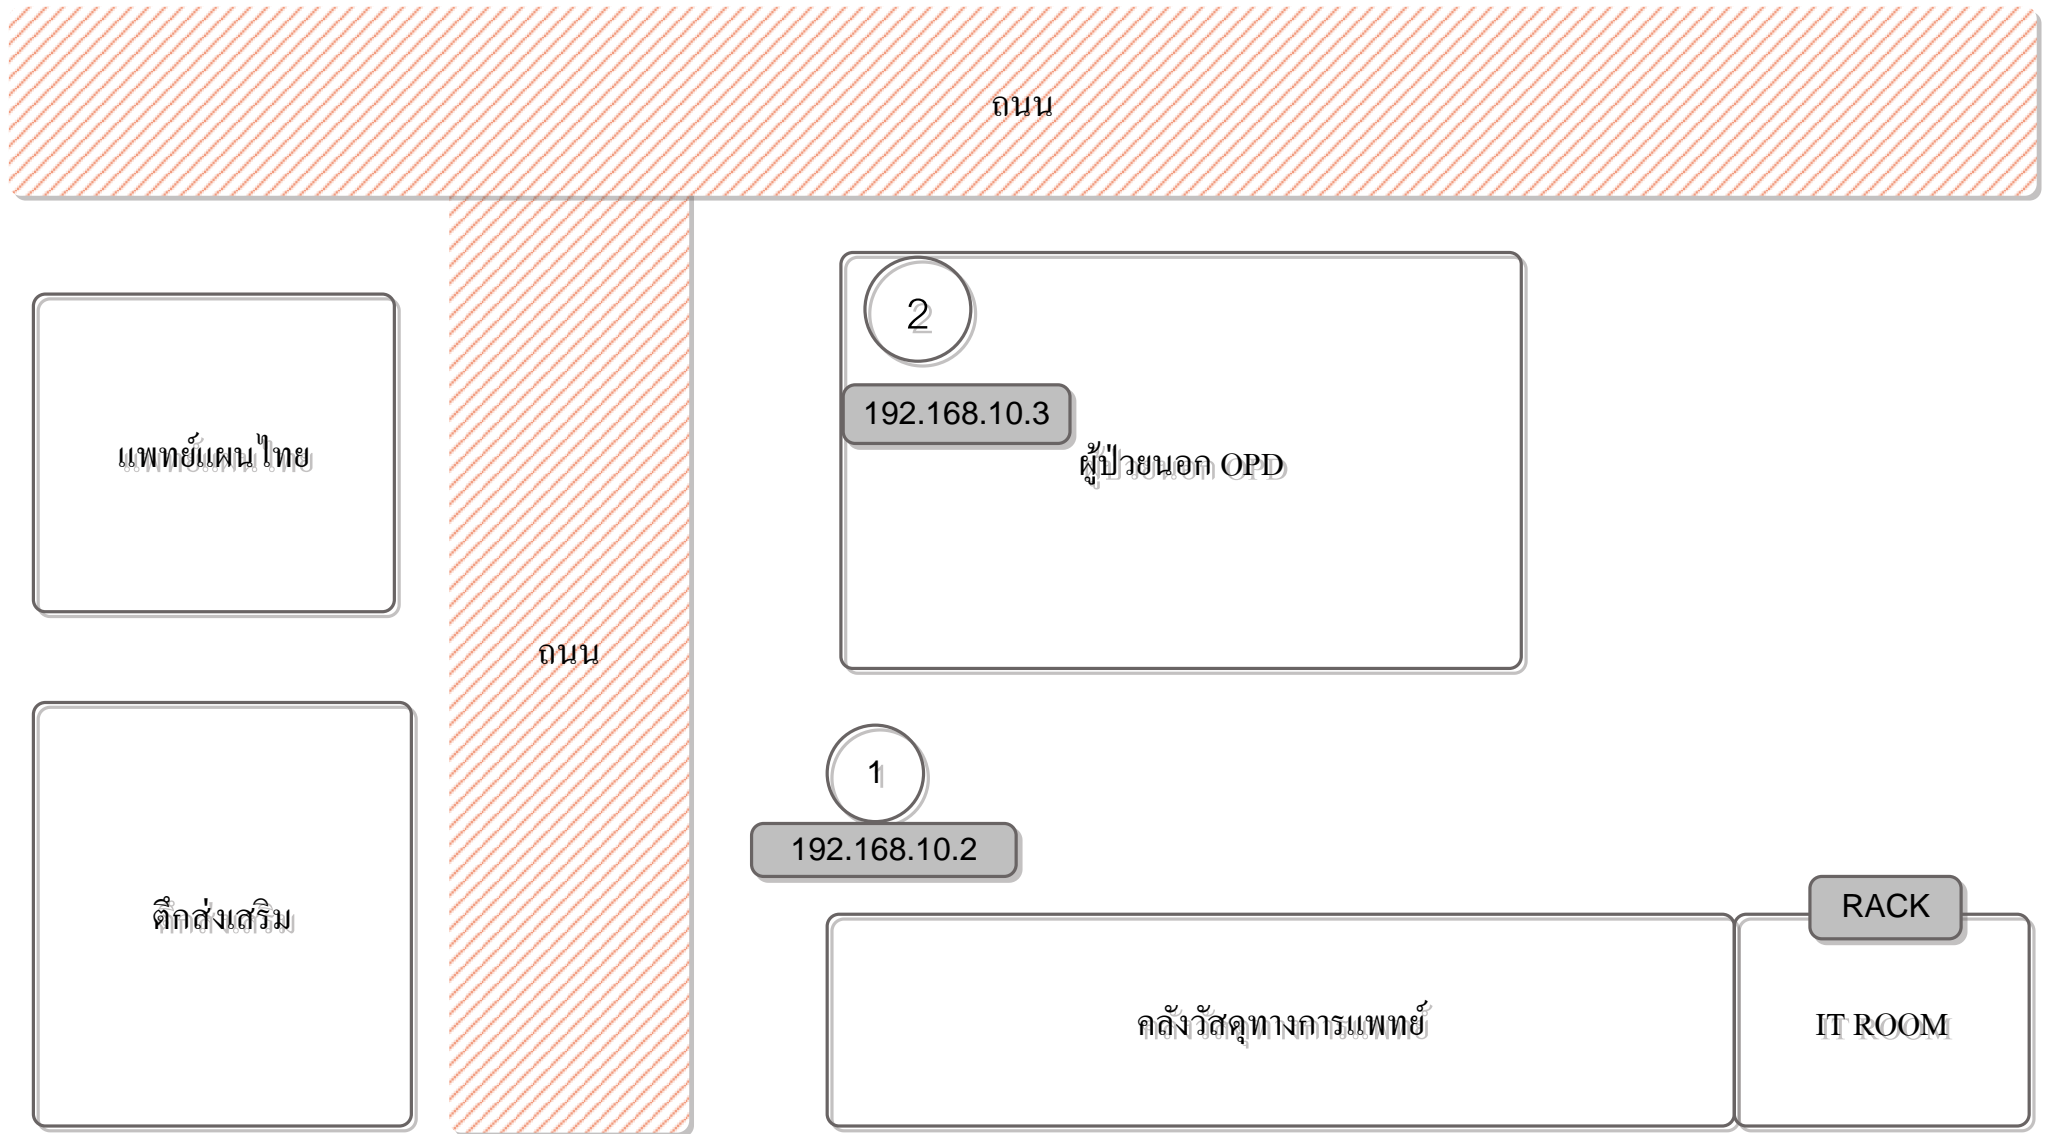 ถนน
2
192.168.10.3
แพทย์แผนไทย
ผู้ป่วยนอก OPD
ถนน
1
192.168.10.2
RACK
ตึกส่งเสริม
คลังวัสดุทางการแพทย์
IT ROOM